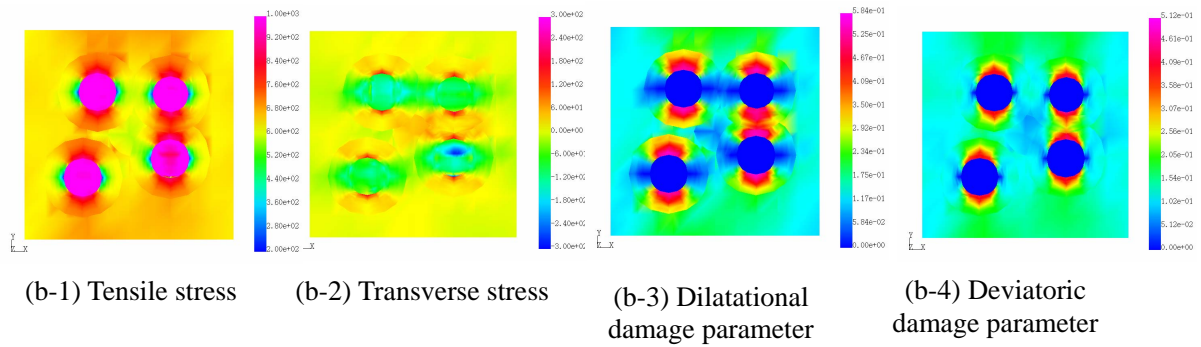 1.00e+03
9.20e+02
8.40e+02
7.60e+02
6.80e+02
6.00e+02
5.20e+02
4.40e+02
3.60e+02
2.80e+02
2.00e+02
Y
Z X
(b-1) Tensile stress
3.00e+02
2.40e+02
1.80e+02
1.20e+02
6.00e+01
0.00e+00
-6.00e+01
-1.20e+02
-1.80e+02
-2.40e+02
-3.00e+02
X
(b-2) Transverse stress
5.84e-01
5.25e-01
4.67e-01
4.09e-01
3.50e-01
2.92e-01
2.34e-01
1.75e-01
1.17e-01
5.84e-02
0.00e+00
Y
Z X
(b-3) Dilatational
damage parameter
5.12e-01
4.61e-01
4.10e-01
3.59e-01
3.07e-01
2.56e-01
2.05e-01
1.54e-01
1.02e-01
5.12e-02
0.00e+00
Y
Z X
(b-4) Deviatoric
damage parameter